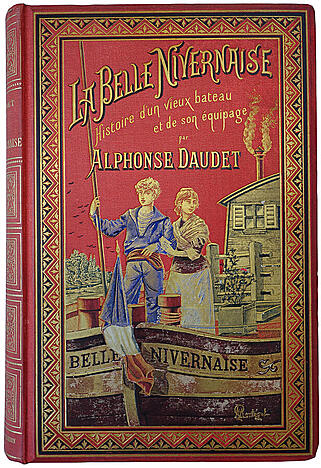 LA BELLE NIVERNAISE
Histoire d'un vieux bateau
et de son équipage
par
ALPHONSE DAUDET
BELLE NIVERNAISE